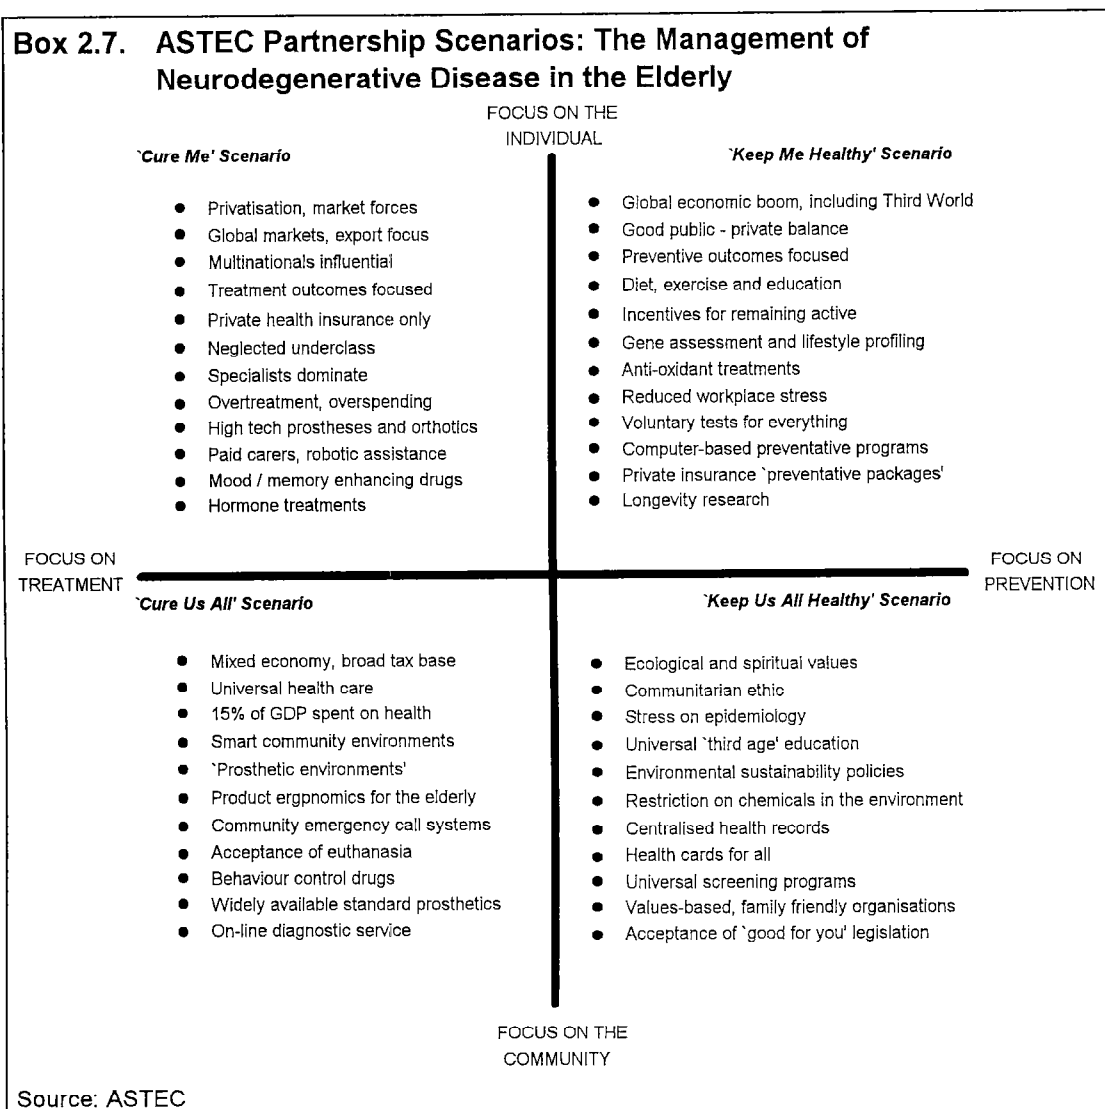 Box 2.7. ASTEC Partnership Scenarios: The Management of
Neurodegenerative Disease in the Elderly
FOCUS ON THE
INDIVIDUAL
`Cure Me' Scenario
● Privatisation, market forces
● Global markets, export focus
● Multinationals influential
● Treatment outcomes focused
● Private health insurance only
● Neglected underclass
● Specialists dominate
● Overtreatment, overspending
● High tech prostheses and orthotics
● Paid carers, robotic assistance
● Mood / memory enhancing drugs
● Hormone treatments
`Keep Me Healthy' Scenario
● Global economic boom, including Third World
● Good public - private balance
● Preventive outcomes focused
● Diet, exercise and education
● Incentives for remaining active
● Gene assessment and lifestyle profiling
● Anti-oxidant treatments
● Reduced workplace stress
● Voluntary tests for everything
● Computer-based preventative programs
● Private insurance `preventative packages'
● Longevity research
FOCUS ON
TREATMENT
FOCUS ON
PREVENTION
`Cure Us All' Scenario
● Mixed economy, broad tax base
● Universal health care
● 15% of GDP spent on health
● Smart community environments
● `Prosthetic environments'
● Product ergpnomics for the elderly
● Community emergency call systems
● Acceptance of euthanasia
● Behaviour control drugs
● Widely available standard prosthetics
● On-line diagnostic service
`Keep Us All Healthy' Scenario
● Ecological and spiritual values
● Communitarian ethic
● Stress on epidemiology
● Universal `third age' education
● Environmental sustainability policies
● Restriction on chemicals in the environment
● Centralised health records
● Health cards for all
● Universal screening programs
● Values-based, family friendly organisations
● Acceptance of `good for you' legislation
FOCUS ON THE
COMMUNITY
Source: ASTEC